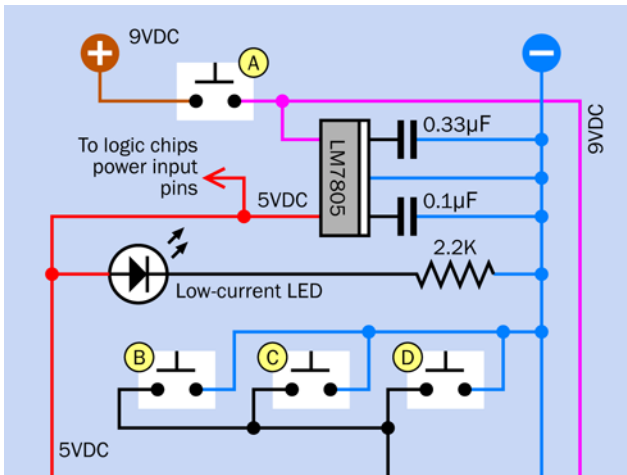 9VDC
A
To logic chips
power input
pins
5VDC
LM7805
0.33µF
0.1µF
9VDC
2.2K
Low-current LED
B
C
D
5VDC